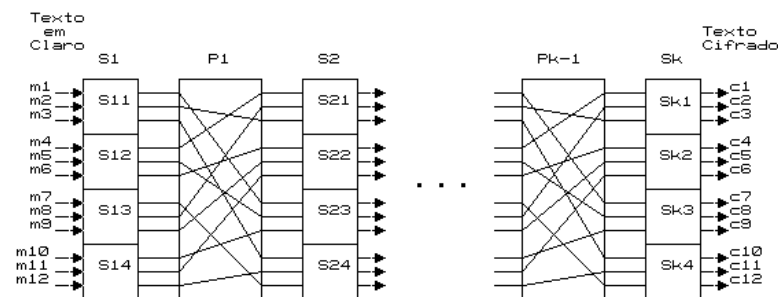 Texto
em
Claro
S1
P1
S2
Pk-1
Sk
Texto
Cifrado
m1
m2
m3
m4
m5
m6
m7
m8
m9
m10
m11
m12
S11
S12
S13
S14
S21
S22
S23
S24
. . .
Sk1
Sk2
Sk3
Sk4
c1
c2
c3
c4
c5
c6
c7
c8
c9
c10
c11
c12